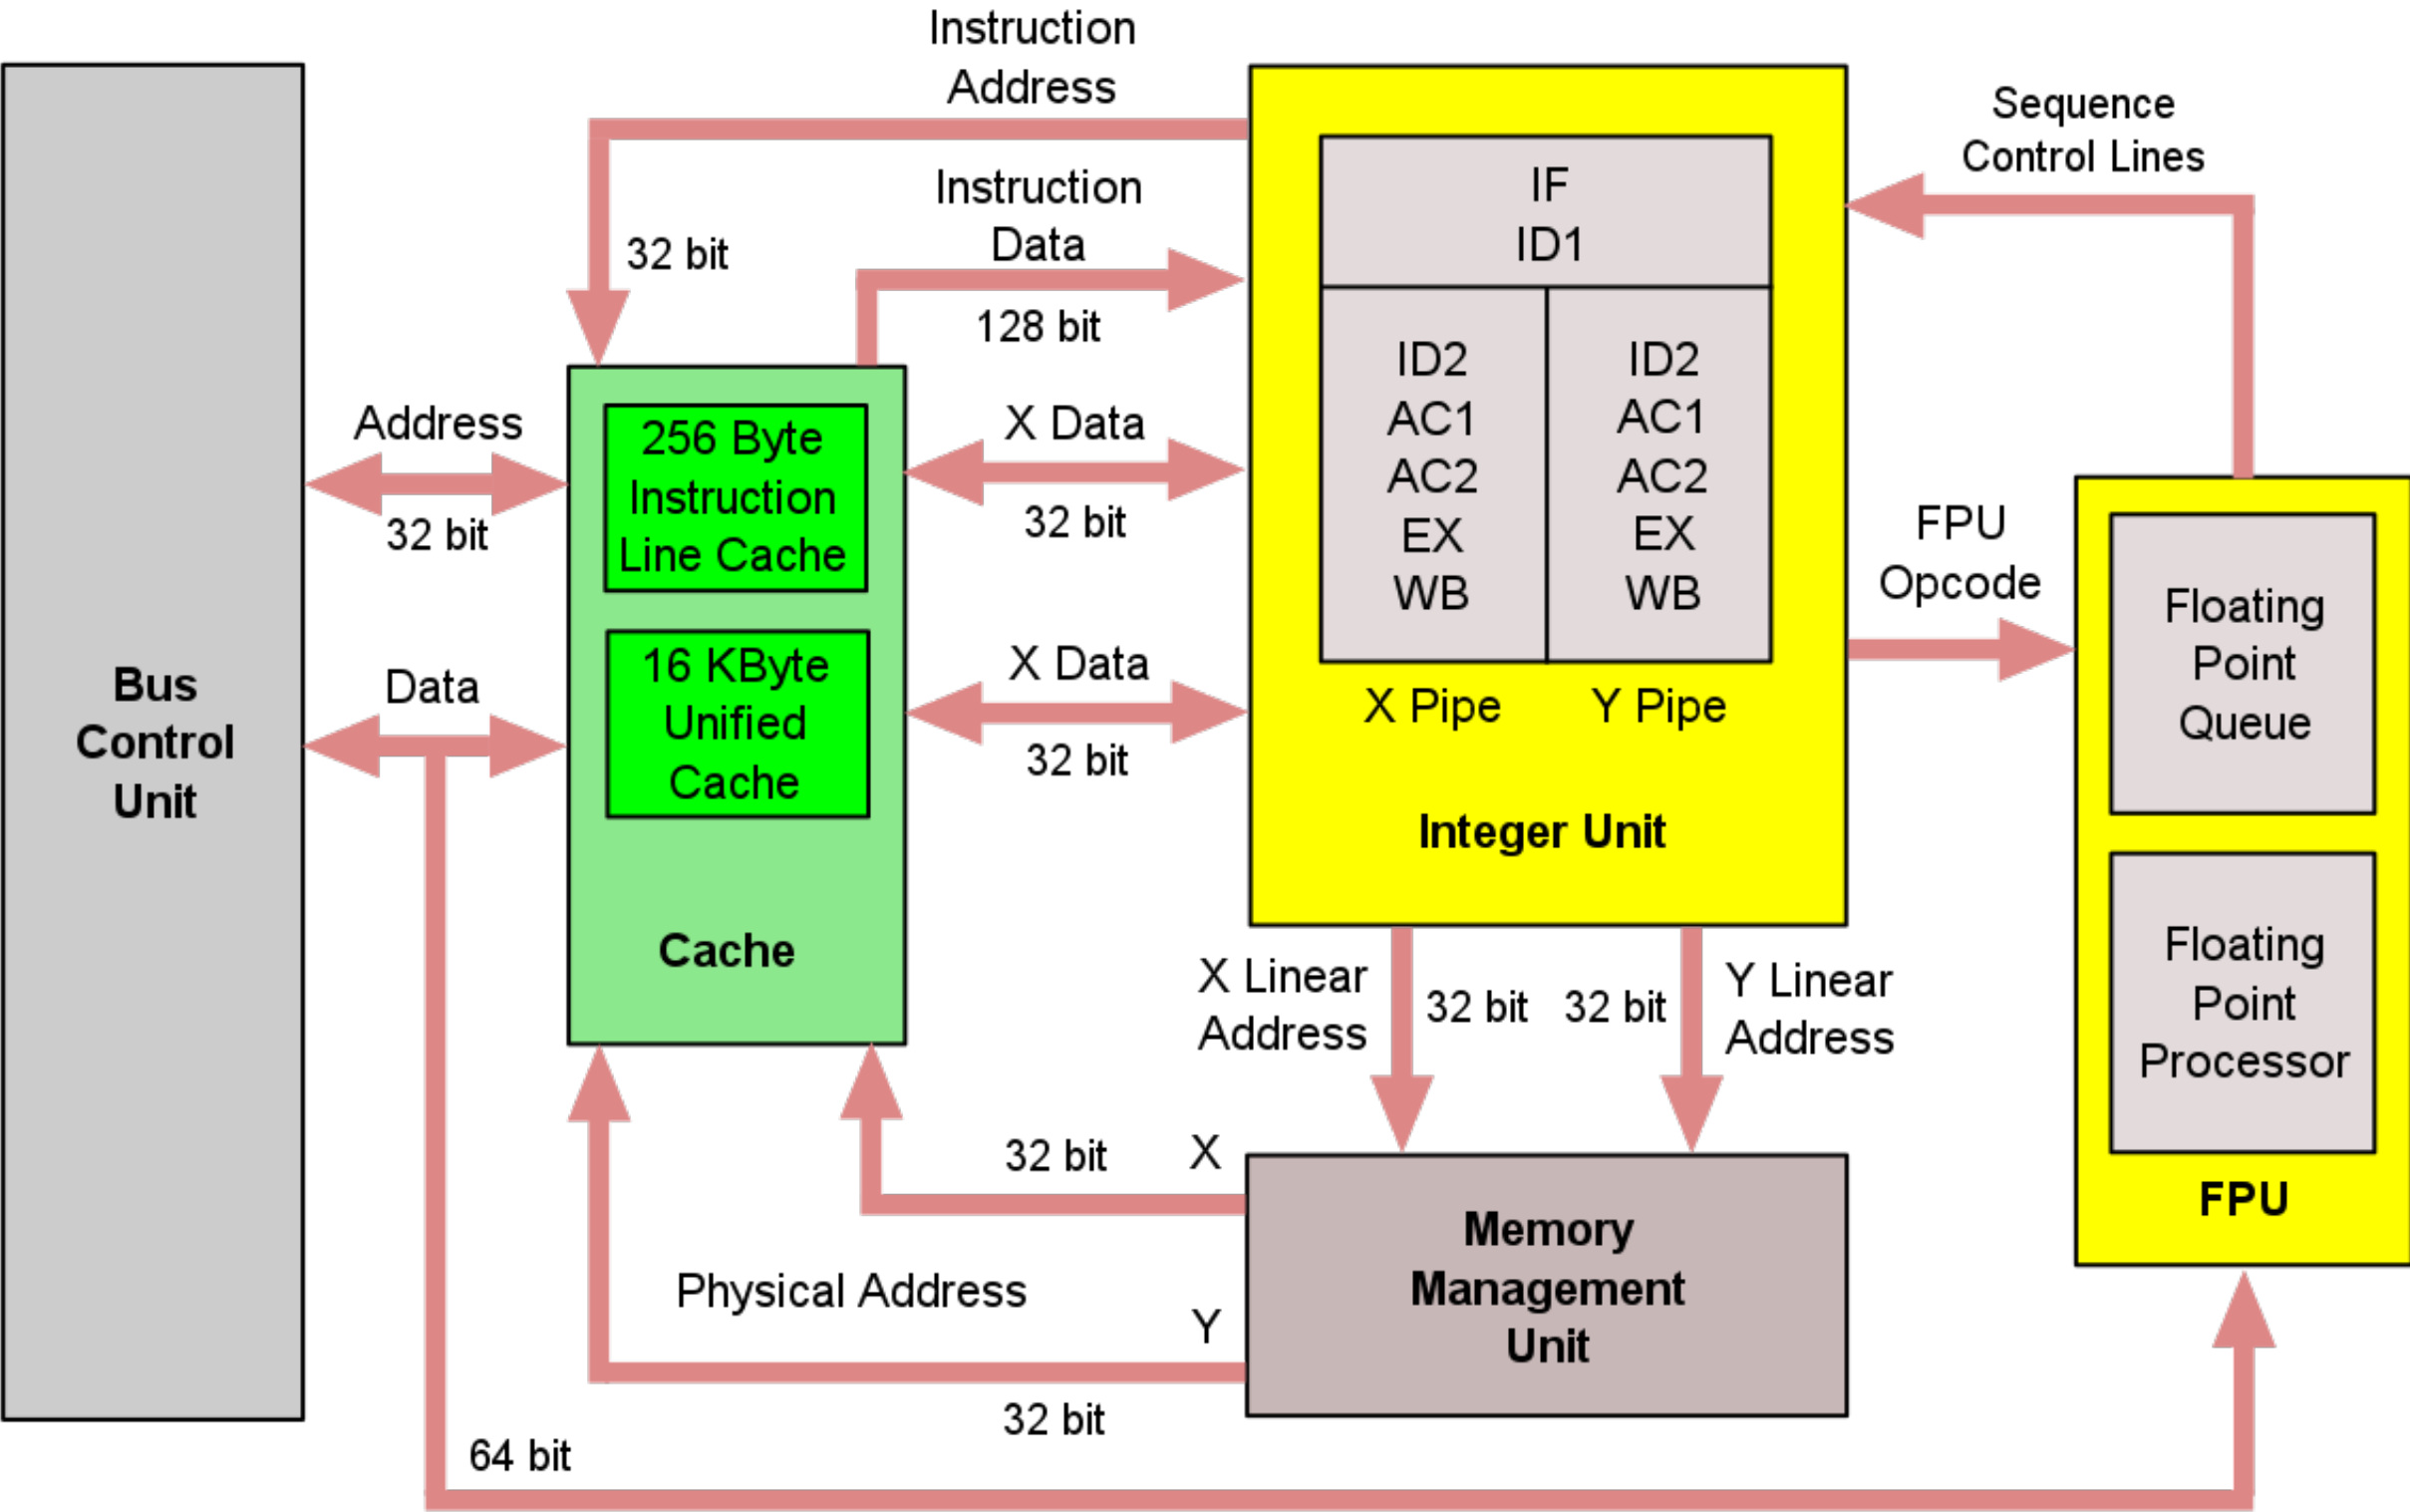 Instruction
Address
32 bit
Instruction
Data
128 bit
Sequence
Control Lines
IF
ID1
ID2
AC1
AC2
EX
WB
ID2
AC1
AC2
EX
WB
X Pipe
Y Pipe
Integer Unit
Address
32 bit
256 Byte
Instruction
Line Cache
X Data
32 bit
16 KByte
Unified
Cache
X Data
32 bit
Data
Bus
Control
Unit
Cache
FPU
Opcode
Floating
Point
Queue
Floating
Point
Processor
FPU
X Linear
Address
32 bit
32 bit
Y Linear
Address
32 bit
X
Physical Address
Y
32 bit
Memory
Management
Unit
64 bit